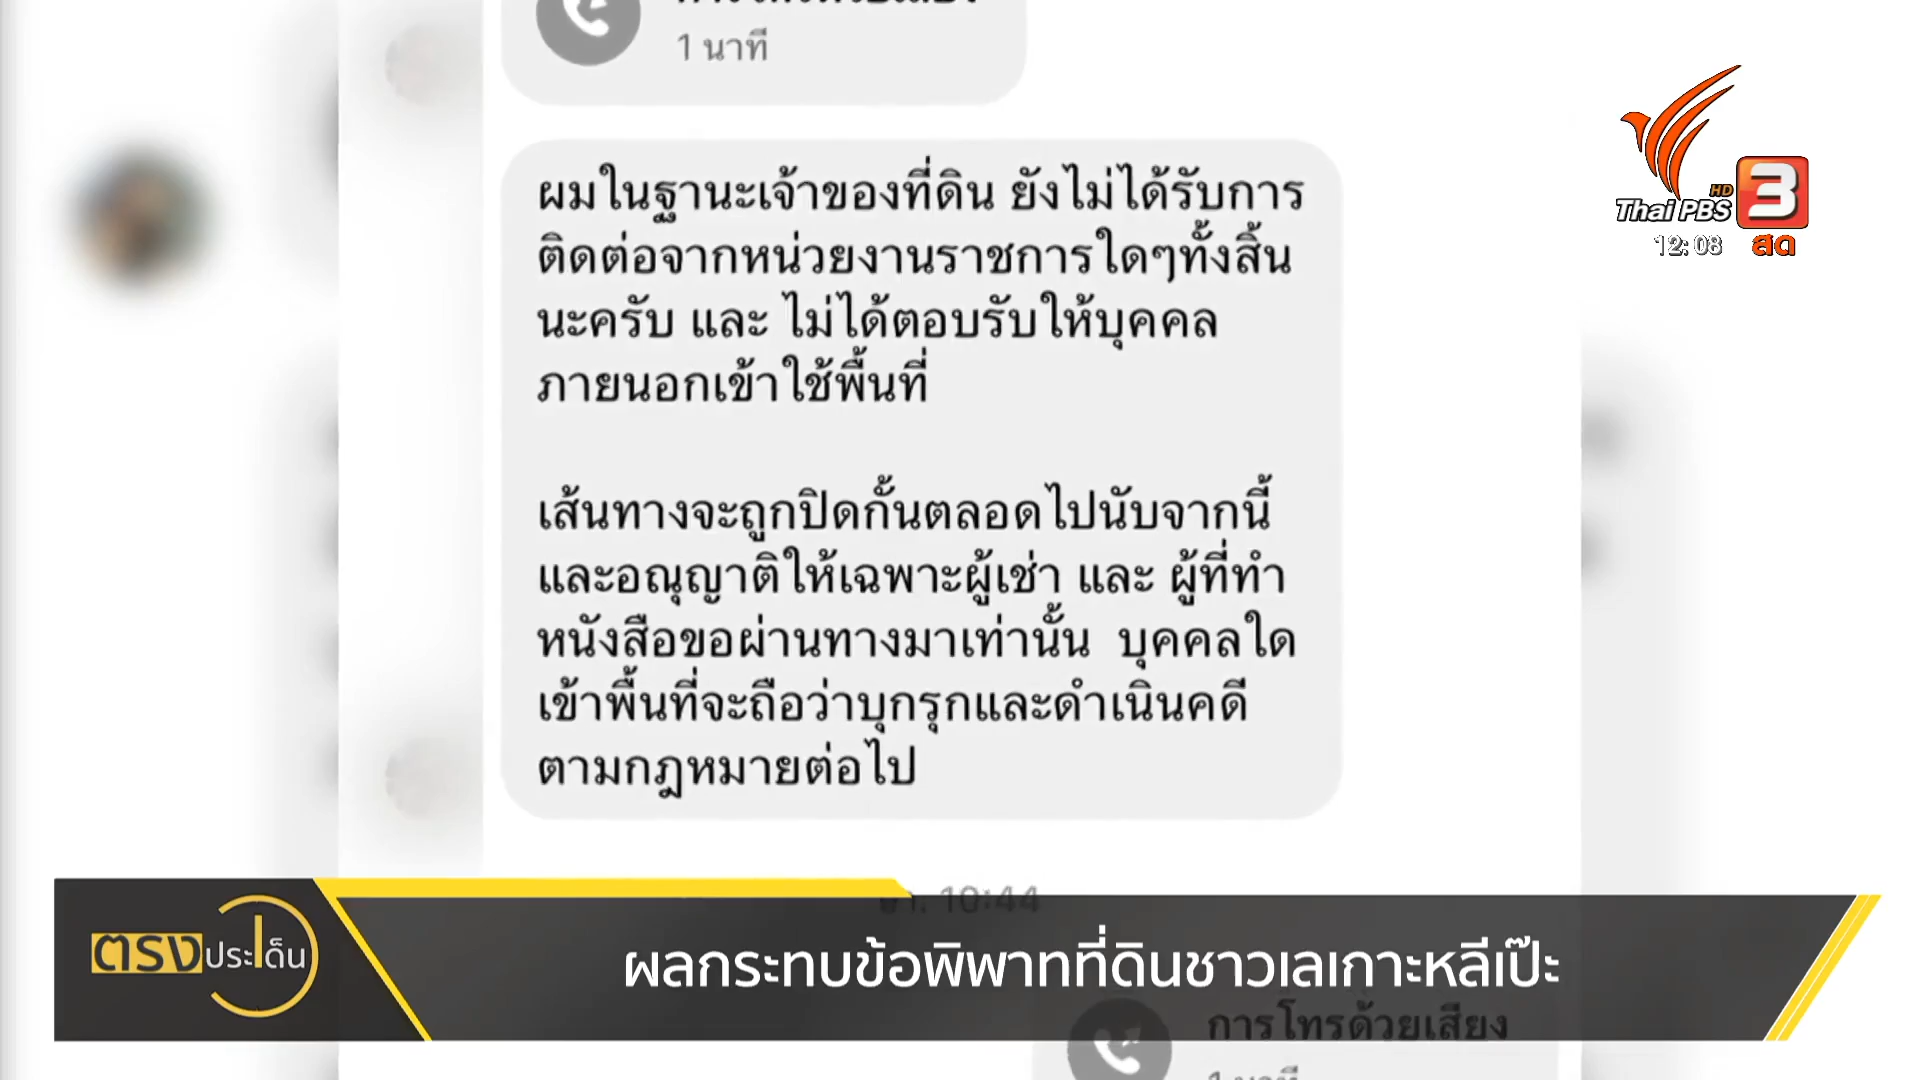 1 นาที
ผมในฐานะเจ้าของที่ดิน ยังไม่ได้รับการ
ติดต่อจากหน่วยงานราชการใดๆทั้งสิ้น
นะครับ และ ไม่ได้ตอบรับให้บุคคล
ภายนอกเข้าใช้พื้นที่
เส้นทางจะถูกปิดกั้นตลอดไปนับจากนี้
และอณุญาติให้เฉพาะผู้เช่า และ ผู้ที่ทำ
หนังสือขอผ่านทางมาเท่านั้น บุคคลใด
เข้าพื้นที่จะถือว่าบุกรุกและดำเนินคดี
ตามกฎหมายต่อไป
Thai PBS HD 3
12:08 สด
10:44
ตรงประเด็น
ผลกระทบข้อพิพาทที่ดินชาวเลเกาะหลีเป๊ะ
การโทรด้วยเสียง